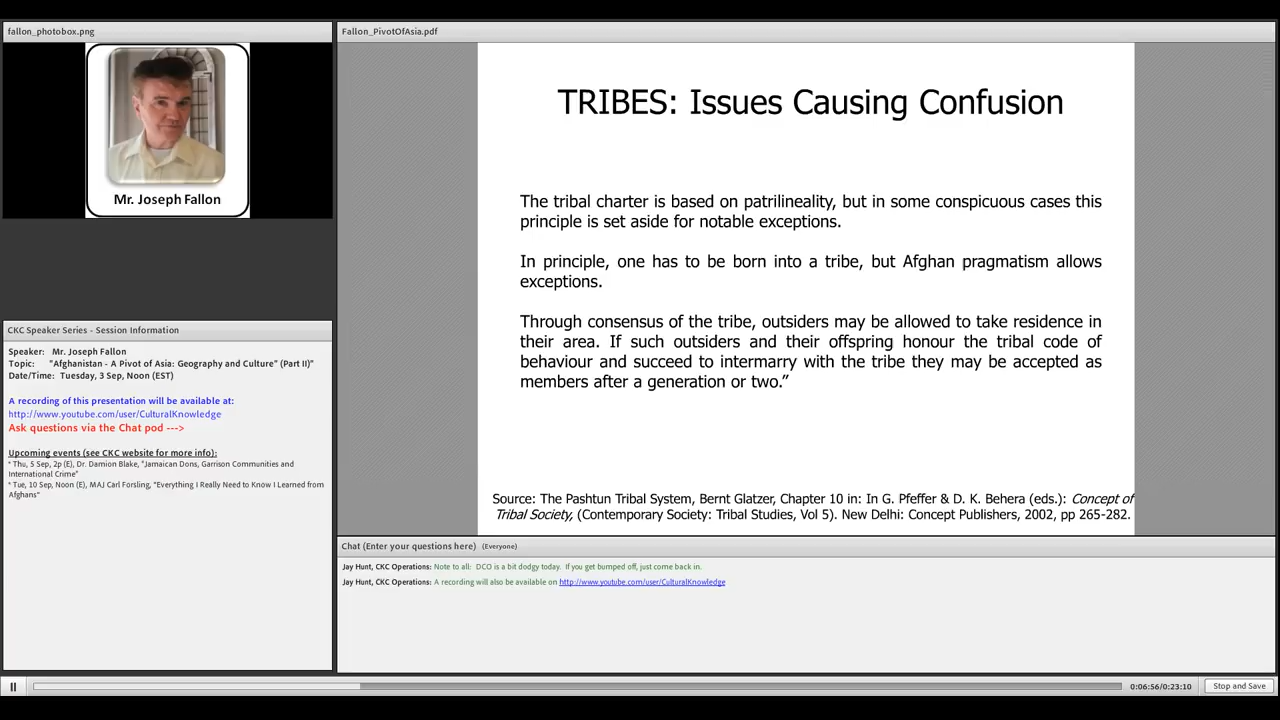 fallon_photobox.png
Mr. Joseph Fallon
CKC Speaker Series - Session Information
Speaker: Mr. Joseph Fallon
Topic: "Afghanistan - A Pivot of Asia: Geography and Culture" (Part II)"
Date/Time: Tuesday, 3 Sep, Noon (EST)
A recording of this presentation will be available at:
http://www.youtube.com/user/CulturalKnowledge
Ask questions via the Chat pod --->
Upcoming events (see CKC website for more info):
* Thu, 5 Sep, 2p (E), Dr. Damion Blake, "Jamaican Dons, Garrison Communities and
International Crime"
* Tue, 10 Sep, Noon (E), MAJ Carl Forsling, "Everything I Really Need to Know I Learned from
Afghans"
Fallon_PivotOfAsia.pdf
TRIBES: Issues Causing Confusion
The tribal charter is based on patrilineality, but in some conspicuous cases this
principle is set aside for notable exceptions.
In principle, one has to be born into a tribe, but Afghan pragmatism allows
exceptions.
Through consensus of the tribe, outsiders may be allowed to take residence in
their area. If such outsiders and their offspring honour the tribal code of
behaviour and succeed to intermarry with the tribe they may be accepted as
members after a generation or two."
Source: The Pashtun Tribal System, Bernt Glatzer, Chapter 10 in: In G. Pfeffer & D. K. Behera (eds.): Concept of
Tribal Society, (Contemporary Society: Tribal Studies, Vol 5). New Delhi: Concept Publishers, 2002, pp 265-282.
Chat (Enter your questions here) (Everyone)
Jay Hunt, CKC Operations: Note to all: DCO is a bit dodgy today. If you get bumped off, just come back in.
Jay Hunt, CKC Operations: A recording will also be available on http://www.youtube.com/user/CulturalKnowledge
0:06:56/0:23:10
Stop and Save